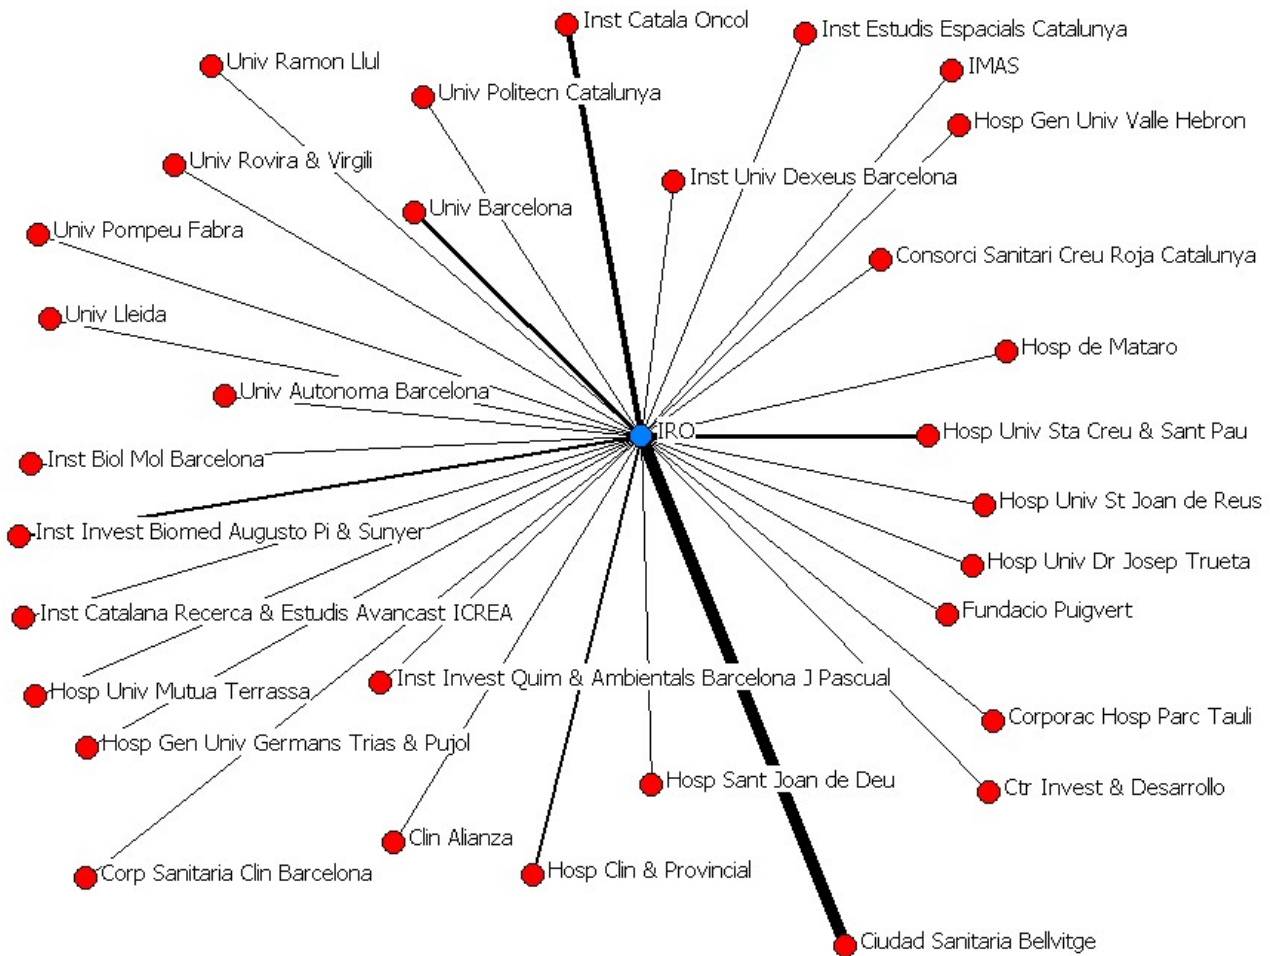 Inst Catala Oncol
Inst Estudis Espacials Catalunya
Univ Ramon Llul
IMAS
Univ Politecn Catalunya
Hosp Gen Univ Valle Hebron
Univ Rovira & Virgili
Inst Univ Dexeus Barcelona
Univ Barcelona
Univ Pompeu Fabra
Consorci Sanitari Creu Roja Catalunya
Univ Lleida
Hosp de Mataro
Univ Autonoma Barcelona
IRO
Hosp Univ Sta Creu & Sant Pau
Inst Biol Mol Barcelona
Hosp Univ St Joan de Reus
Inst Invest Biomed Augusto Pi & Sunyer
Hosp Univ Dr Josep Trueta
Inst Catalana Recerca & Estudis Avancast ICREA
Fundacio Puigvert
Inst Invest Quim & Ambientals Barcelona J Pascual
Hosp Univ Mutua Terrassa
Corporac Hosp Parc Tauli
Hosp Gen Univ Germans Trias & Pujol
Hosp Sant Joan de Deu
Ctr Invest & Desarrollo
Clin Alianza
Corp Sanitaria Clin Barcelona
Hosp Clin & Provincial
Ciudad Sanitaria Bellvitge